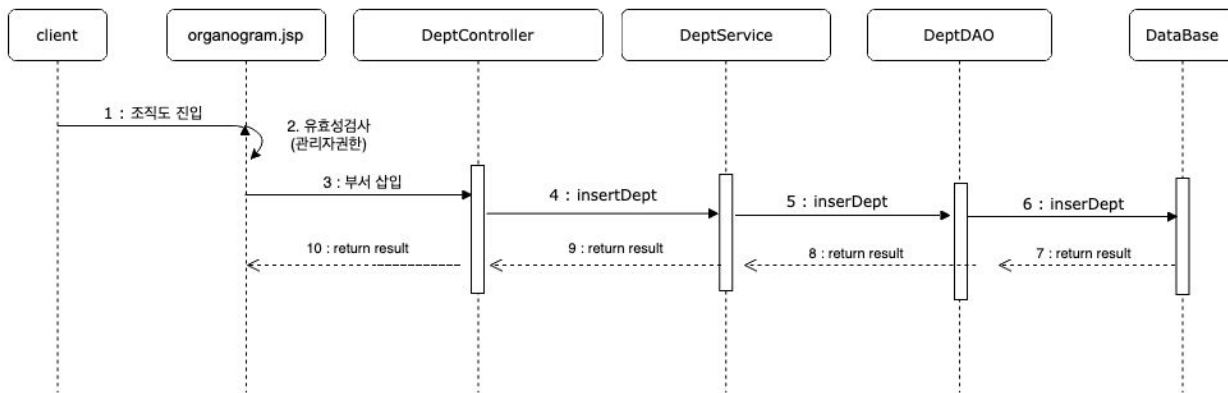 client
organogram.jsp
DeptController
DeptService
DeptDAO
DataBase
1 : 조직도 진입
2. 유효성검사
(관리자권한)
3 : 부서 삽입
4 : insertDept
5 : inserDept
6 : inserDept
10 : return result
9 : return result
8 : return result
7 : return result